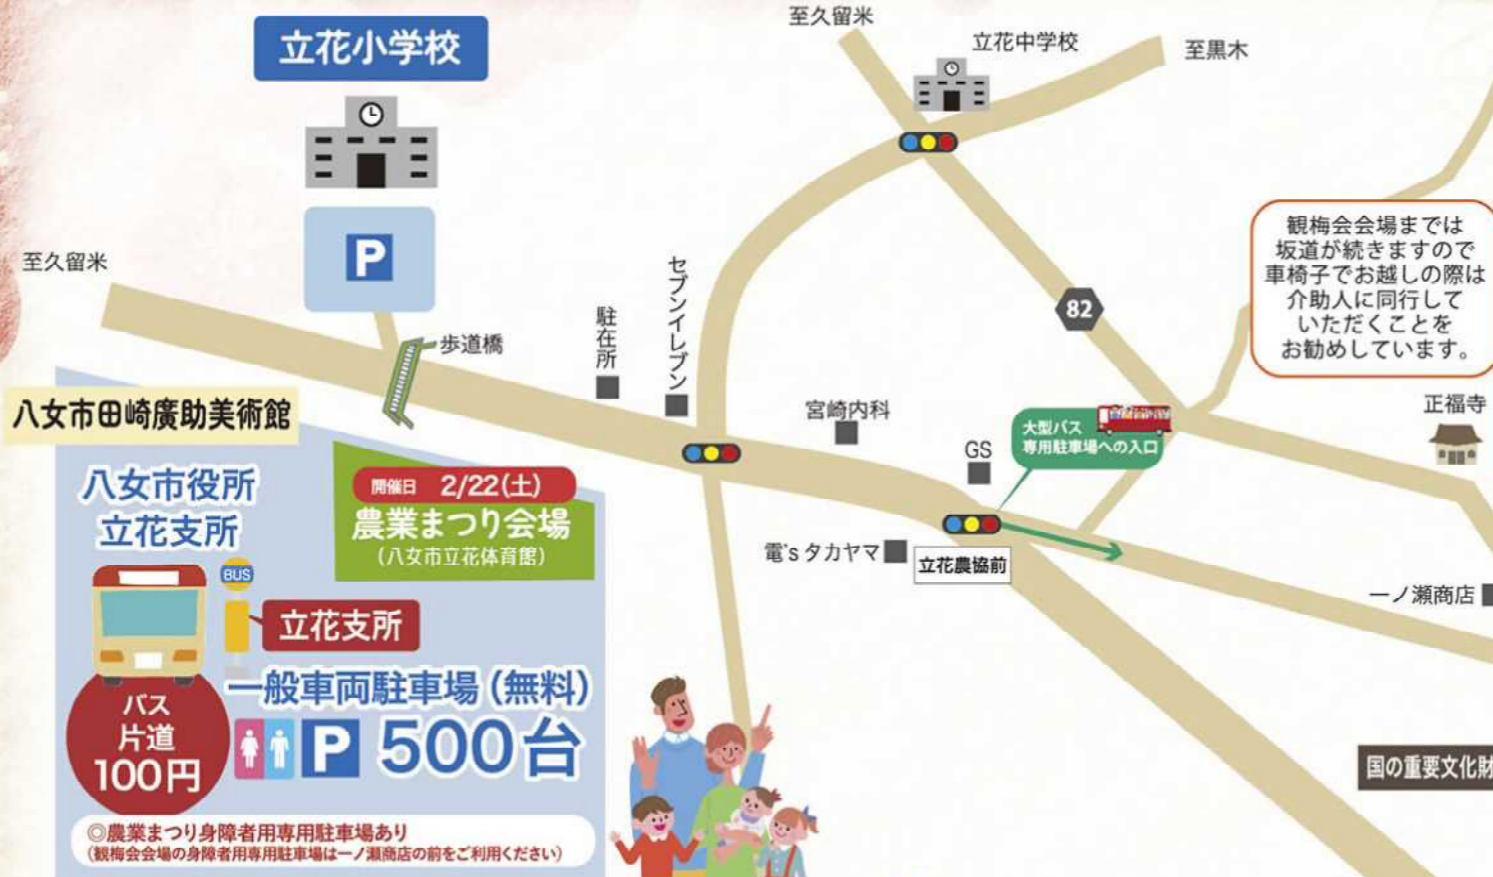 立花小学校
P
至久留米
立花中学校
至黒木
至久留米
歩道橋
駐在所
セブンイレブン
82
観梅会会場までは
坂道が続きますので
車椅子でお越しの際は
介助人に同行して
いただくことを
お勧めしています。
宮崎内科
GS
大型バス
専用駐車場への入口
正福寺
電's タカヤマ
立花農協前
一ノ瀬商店
国の重要文化財
八女市田崎廣助美術館
八女市役所
立花支所
開催日 2/22(土)
農業まつり会場
(八女市立花体育館)
BUS
立花支所
バス
片道
100円
一般車両駐車場(無料)
P 500台
◎農業まつり身障者用専用駐車場あり
(観梅会会場の身障者用専用駐車場は一ノ瀬商店の前をご利用ください)